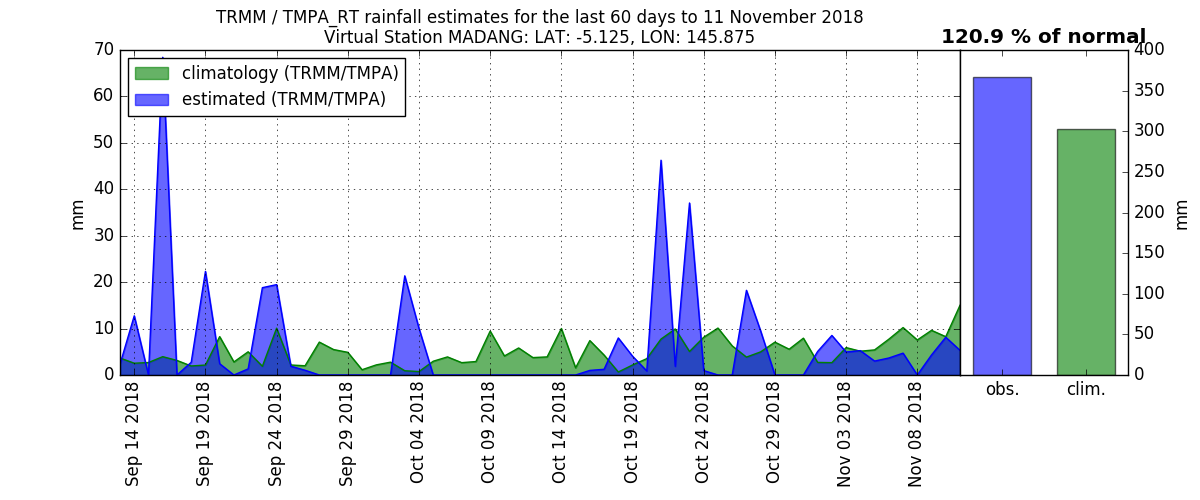 TRMM / TMPA_RT rainfall estimates for the last 60 days to 11 November 2018
Virtual Station MADANG: LAT: -5.125, LON: 145.875
120.9 % of normal
climatology (TRMM/TMPA)
estimated (TRMM/TMPA)
70
60
50
40
30
20
10
0
mm
Sep 14 2018
Sep 19 2018
Sep 24 2018
Sep 29 2018
Oct 04 2018
Oct 09 2018
Oct 14 2018
Oct 19 2018
Oct 24 2018
Oct 29 2018
Nov 03 2018
Nov 08 2018
obs.
clim.
400
350
300
250
200
150
100
50
0
mm